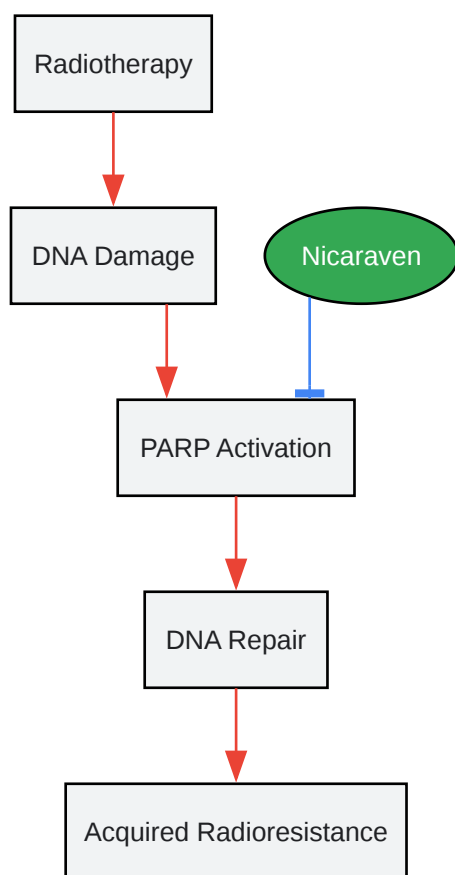 Radiotherapy
DNA Damage
Nicaraven
PARP Activation
DNA Repair
Acquired Radioresistance